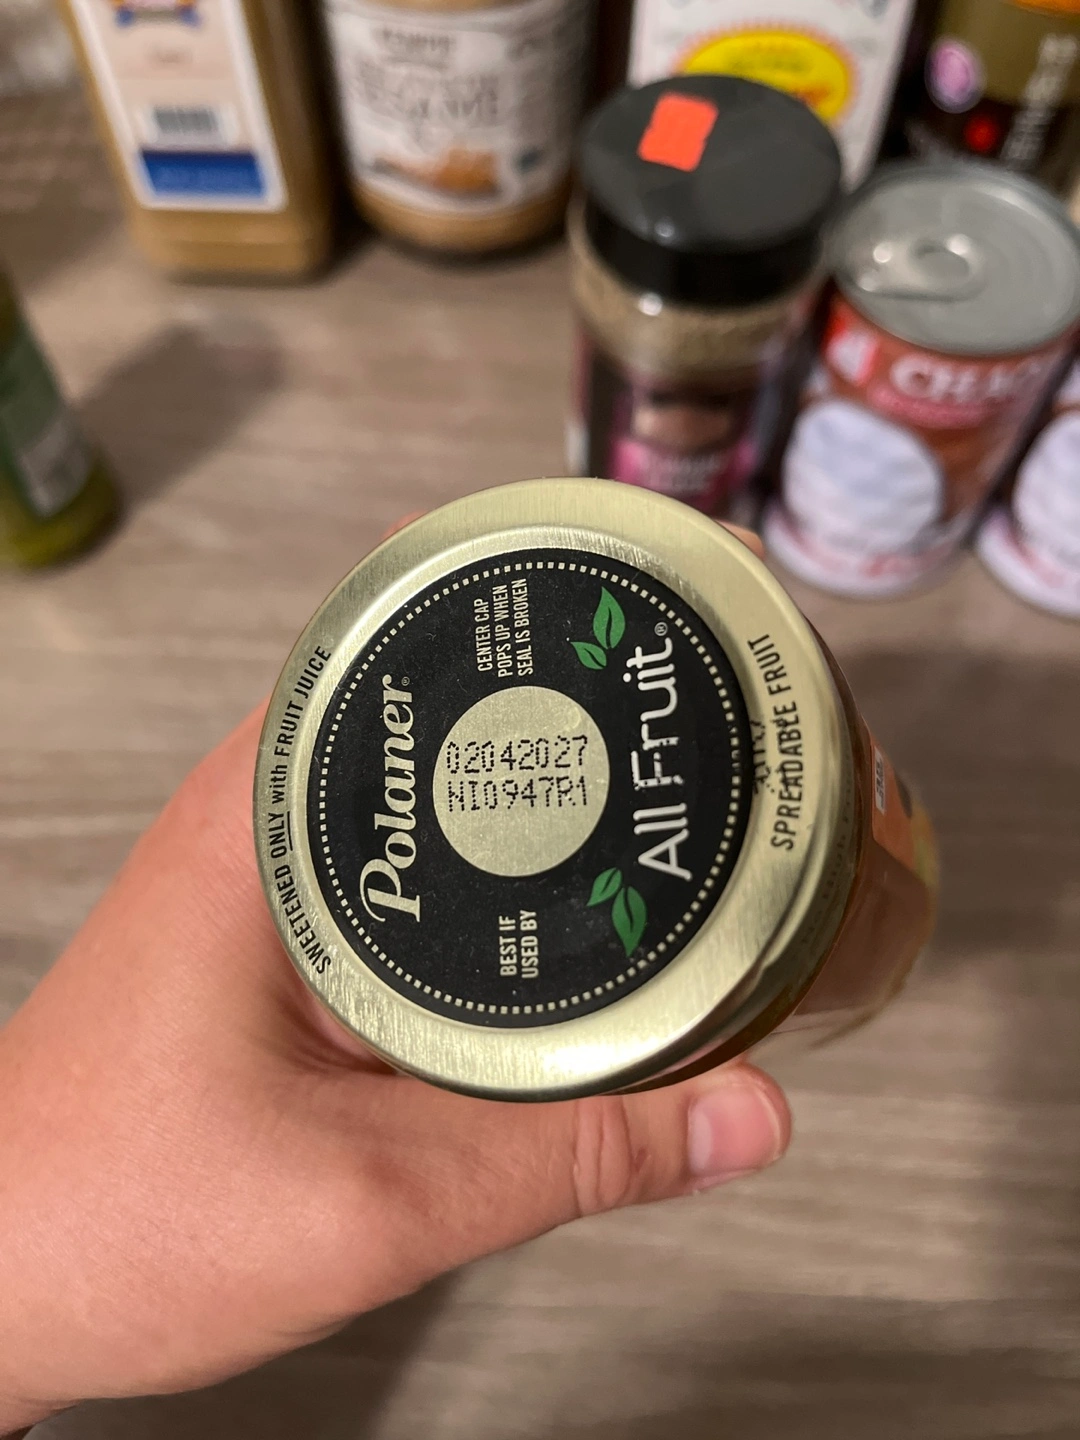 CHAO
SWEETENED ONLY with FRUIT JUICE
Polaner®
CENTER CAP
POPS UP WHEN
SEAL IS BROKEN
02042027
NI0947R1
BEST IF
USED BY
All Fruit®
SPREADABLE FRUIT